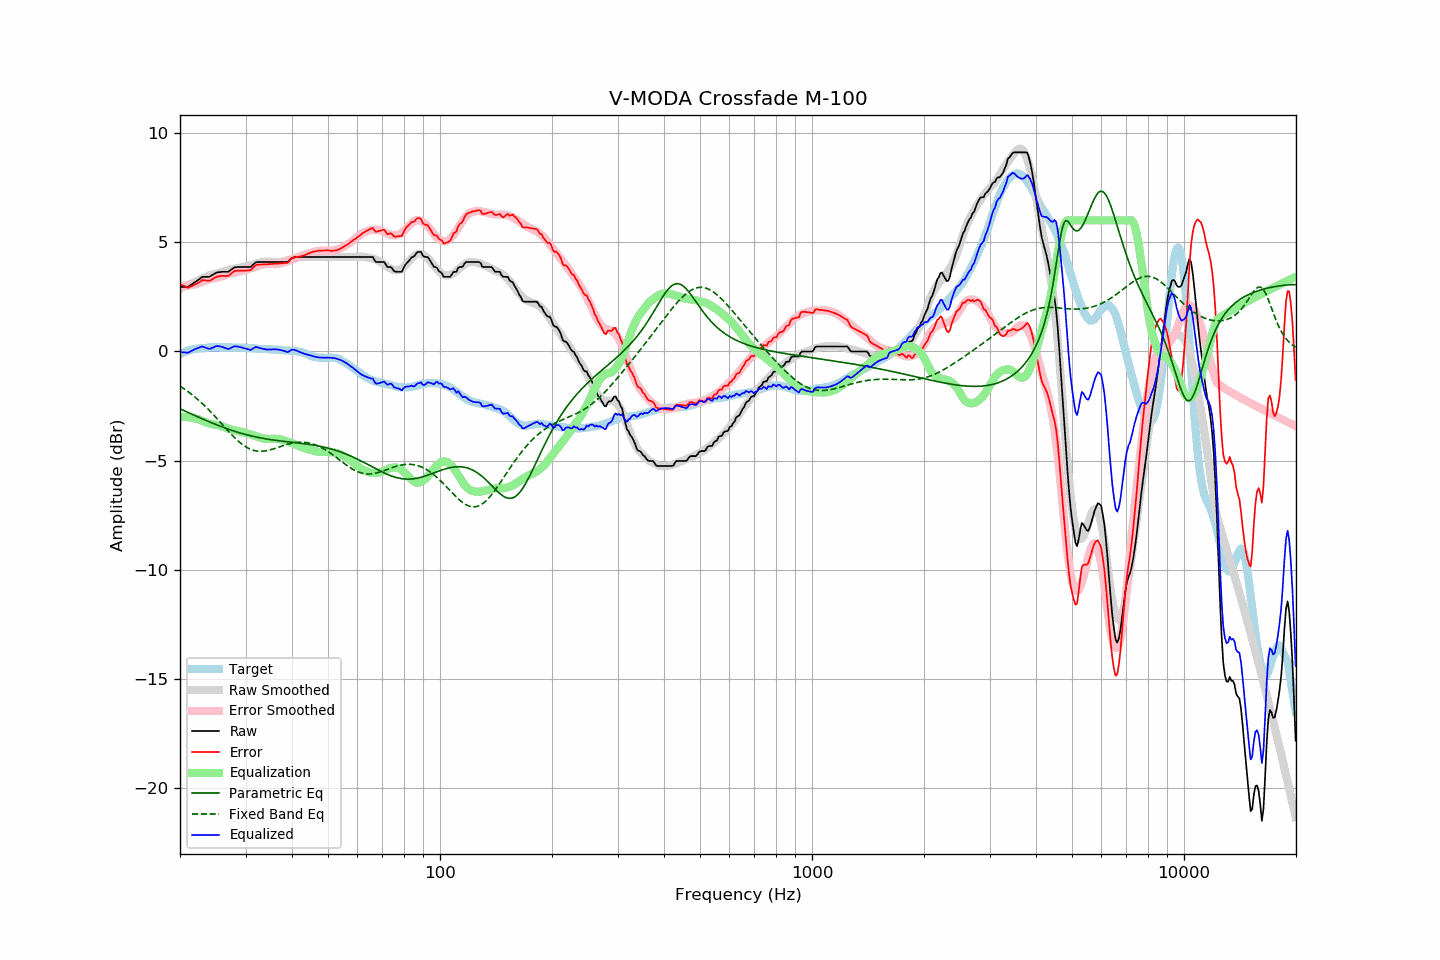 V-MODA Crossfade M-100
10
5
0
−5
−10
−15
−20
Amplitude (dBr)
Target
Raw Smoothed
Error Smoothed
Raw
Error
Equalization
Parametric Eq
Fixed Band Eq
Equalized
100
1000
10000
Frequency (Hz)